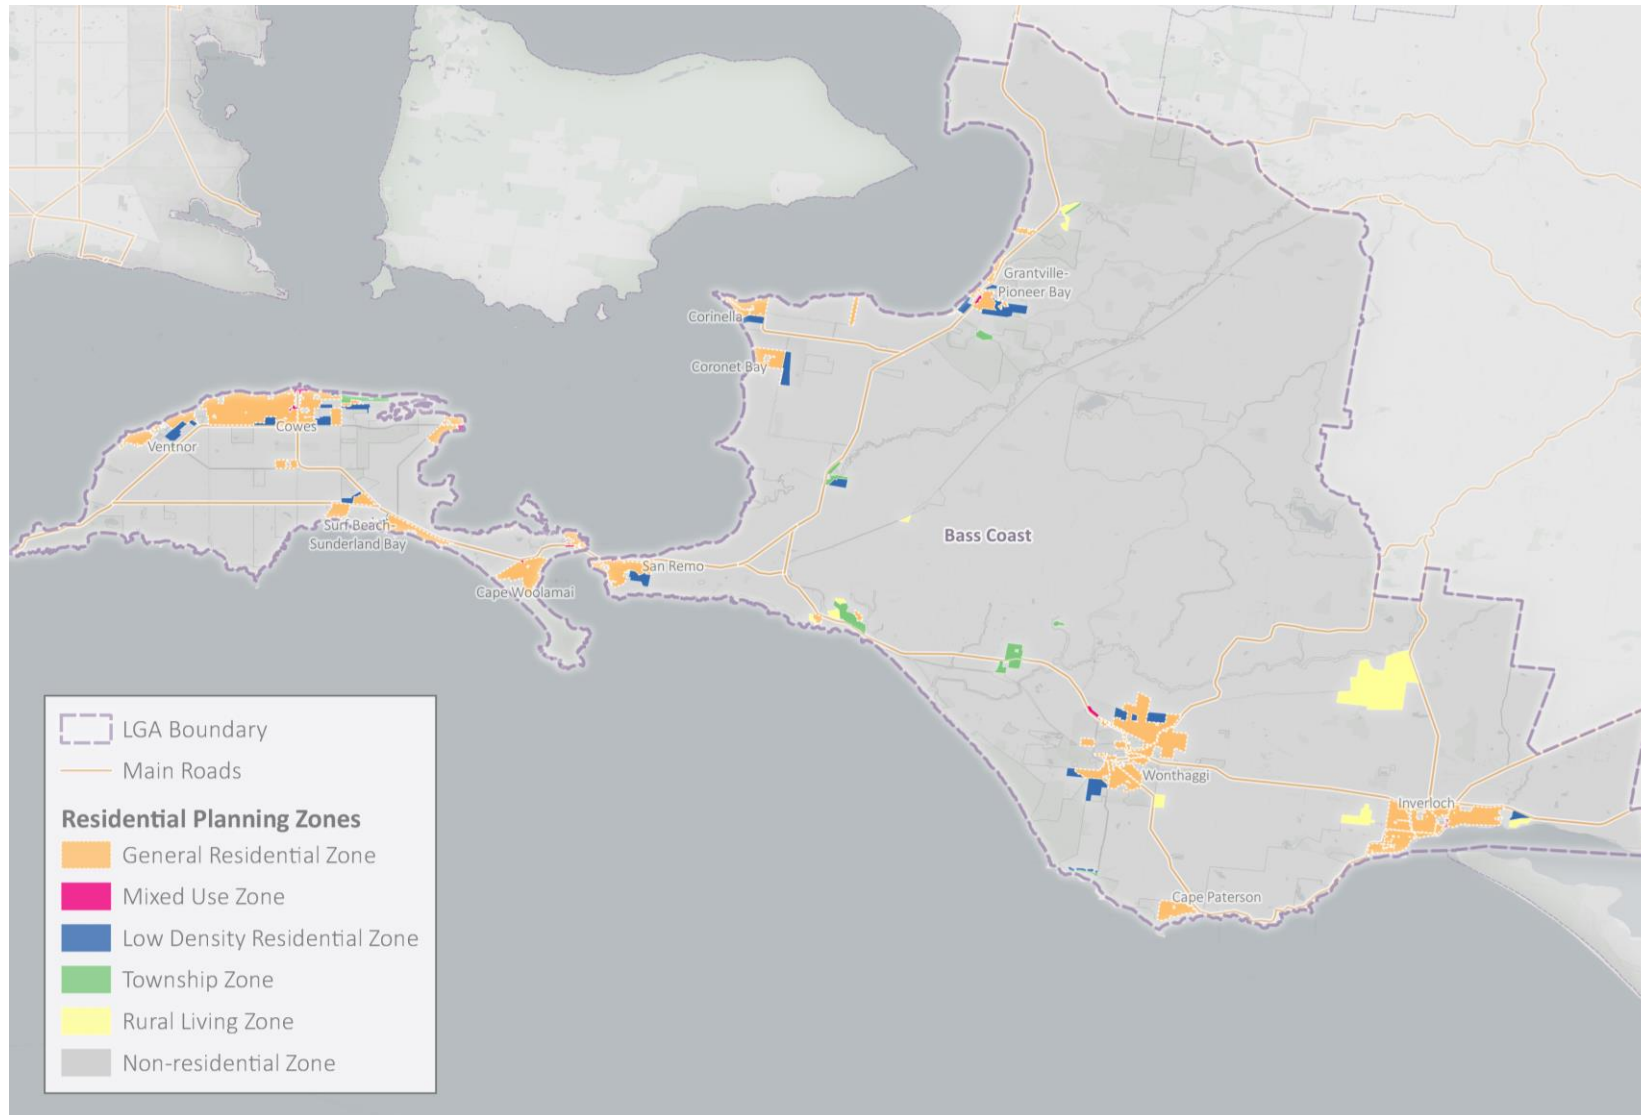 Grantville-
Pioneer Bay
Corinella
Coronet Bay
Cowes
Ventnor
Surf Beach-
Sunderland Bay
Bass Coast
San Remo
Cape Woolamai
Wonthaggi
Inverloch
Cape Paterson
LGA Boundary
Main Roads
Residential Planning Zones
General Residential Zone
Mixed Use Zone
Low Density Residential Zone
Township Zone
Rural Living Zone
Non-residential Zone